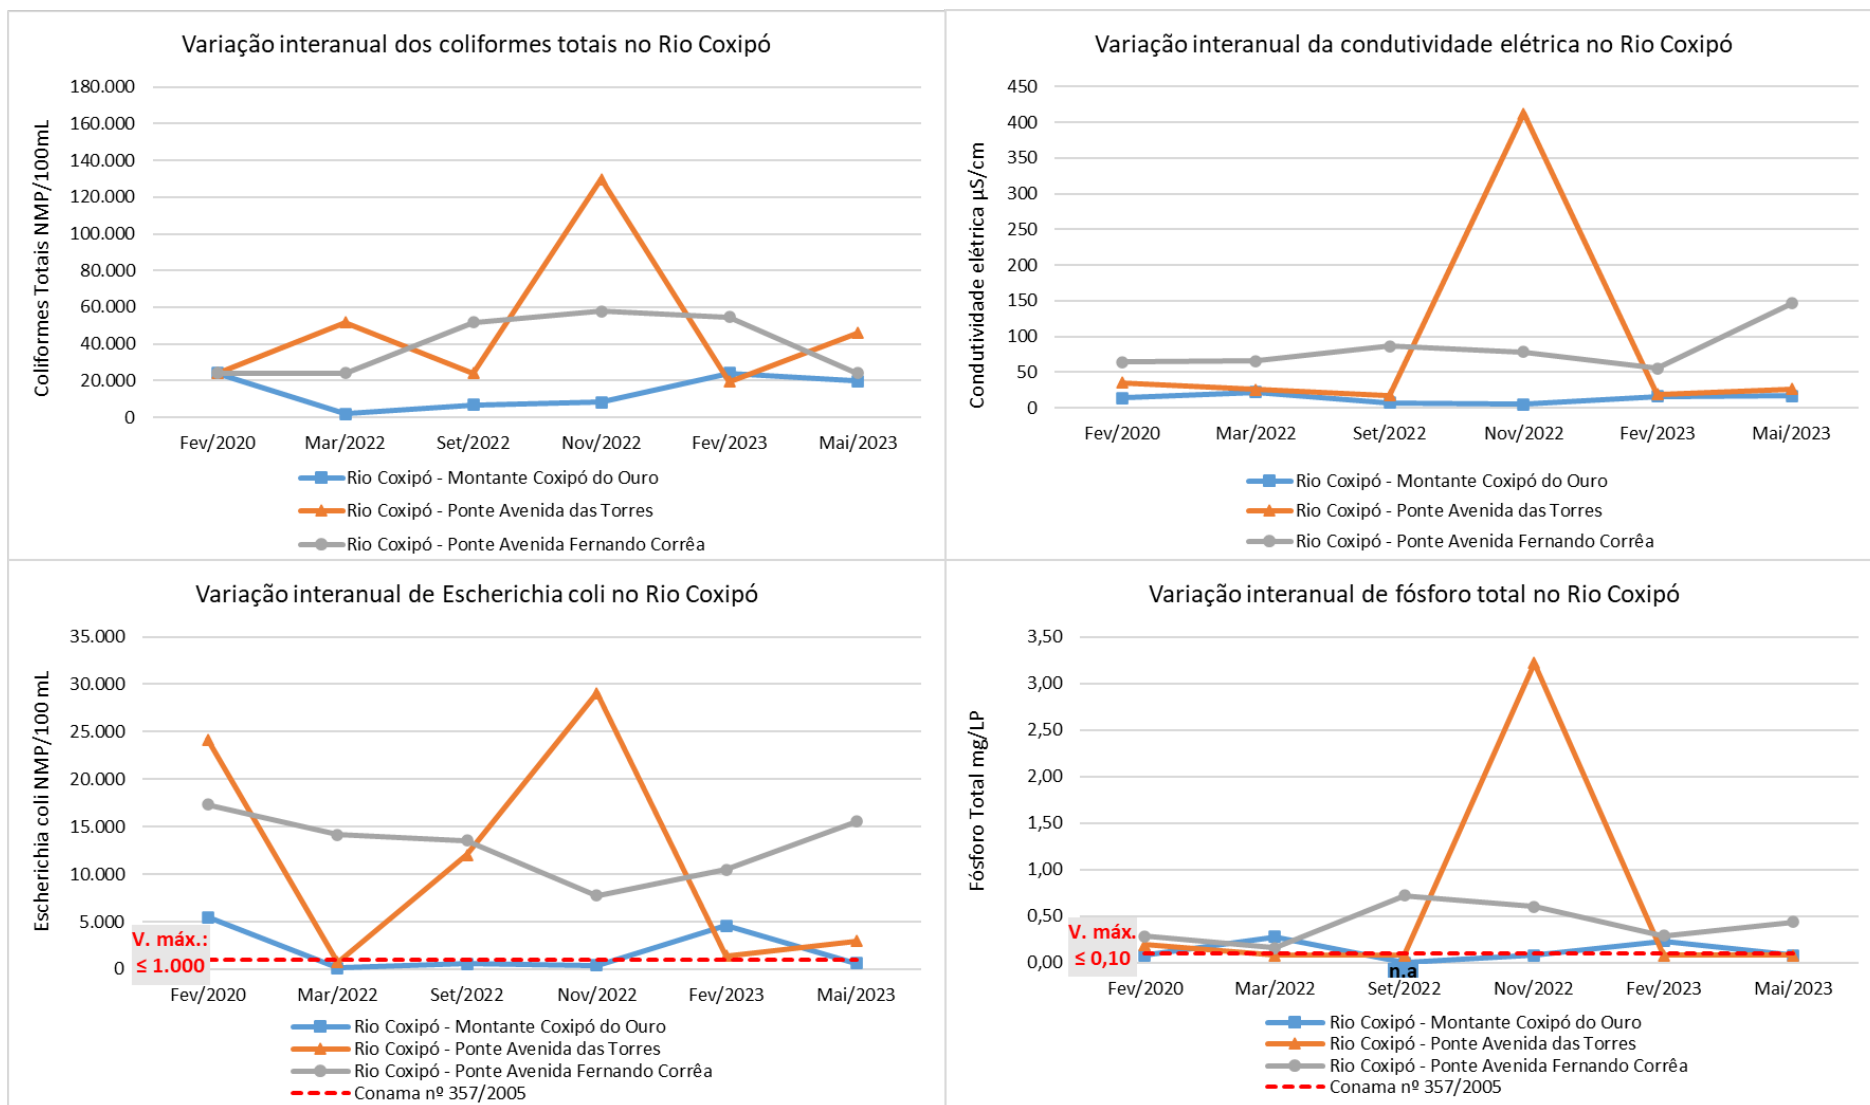 Variação interanual dos coliformes totais no Rio Coxipó
Coliformes Totais NMP/100mL
180.000
160.000
140.000
120.000
100.000
80.000
60.000
40.000
20.000
0
Fev/2020 Mar/2022 Set/2022 Nov/2022 Fev/2023 Mai/2023
Rio Coxipó - Montante Coxipó do Ouro
Rio Coxipó - Ponte Avenida das Torres
Rio Coxipó - Ponte Avenida Fernando Corrêa
Variação interanual da condutividade elétrica no Rio Coxipó
Condutividade elétrica µS/cm
450
400
350
300
250
200
150
100
50
0
Fev/2020 Mar/2022 Set/2022 Nov/2022 Fev/2023 Mai/2023
Rio Coxipó - Montante Coxipó do Ouro
Rio Coxipó - Ponte Avenida das Torres
Rio Coxipó - Ponte Avenida Fernando Corrêa
Variação interanual de Escherichia coli no Rio Coxipó
Escherichia coli NMP/100 mL
35.000
30.000
25.000
20.000
15.000
10.000
5.000
0
V. máx.:
≤ 1.000
Fev/2020 Mar/2022 Set/2022 Nov/2022 Fev/2023 Mai/2023
Rio Coxipó - Montante Coxipó do Ouro
Rio Coxipó - Ponte Avenida das Torres
Rio Coxipó - Ponte Avenida Fernando Corrêa
Conama nº 357/2005
Variação interanual de fósforo total no Rio Coxipó
Fósforo Total mg/LP
3,50
3,00
2,50
2,00
1,50
1,00
0,50
0,00
V. máx.
≤ 0,10
n.a
Fev/2020 Mar/2022 Set/2022 Nov/2022 Fev/2023 Mai/2023
Rio Coxipó - Montante Coxipó do Ouro
Rio Coxipó - Ponte Avenida das Torres
Rio Coxipó - Ponte Avenida Fernando Corrêa
Conama nº 357/2005